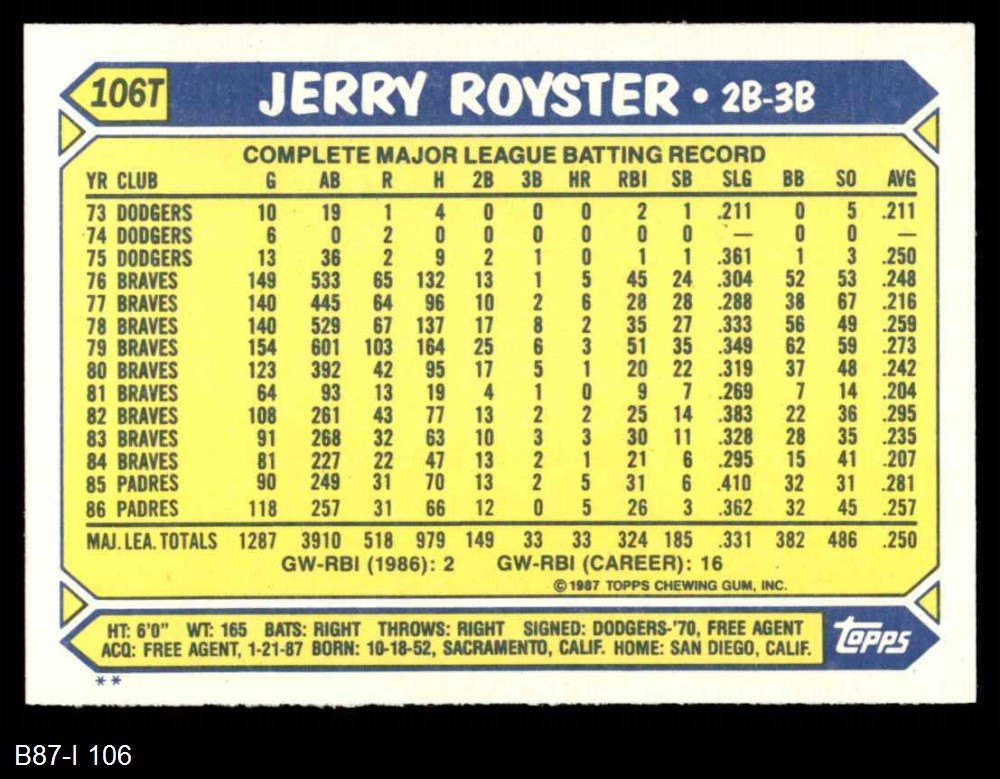 106T JERRY ROYSTER • 2B-3B
COMPLETE MAJOR LEAGUE BATTING RECORD
YR CLUB G AB R H 2B 3B HR RBI SB SLG BB SO AVG
73 DODGERS 10 19 1 4 0 0 0 2 1 .211 0 5 .211
74 DODGERS 6 0 2 0 0 0 0 0 0 — 0 0 —
75 DODGERS 13 36 2 9 2 1 0 1 1 .361 1 3 .250
76 BRAVES 149 533 65 132 13 1 5 45 24 .304 52 53 .248
77 BRAVES 140 445 64 96 10 2 6 28 28 .288 38 67 .216
78 BRAVES 140 529 67 137 17 8 2 35 27 .333 56 49 .259
79 BRAVES 154 601 103 164 25 6 3 51 35 .349 62 59 .273
80 BRAVES 123 392 42 95 17 5 1 20 22 .319 37 48 .242
81 BRAVES 64 93 13 19 4 1 0 9 7 .269 7 14 .204
82 BRAVES 108 261 43 77 13 2 2 25 14 .383 22 36 .295
83 BRAVES 91 268 32 63 10 3 3 30 11 .328 28 35 .235
84 BRAVES 81 227 22 47 13 2 1 21 6 .295 15 41 .207
85 PADRES 90 249 31 70 13 2 5 31 6 .410 32 31 .281
86 PADRES 118 257 31 66 12 0 5 26 3 .362 32 45 .257
MAJ. LEA. TOTALS 1287 3910 518 979 149 33 33 324 185 .331 382 486 .250
GW-RBI (1986): 2 GW-RBI (CAREER): 16
© 1987 TOPPS CHEWING GUM, INC.
HT: 6'0" WT: 165 BATS: RIGHT THROWS: RIGHT SIGNED: DODGERS-'70, FREE AGENT
ACQ: FREE AGENT, 1-21-87 BORN: 10-18-52, SACRAMENTO, CALIF. HOME: SAN DIEGO, CALIF.
topps
**
B87-I 106